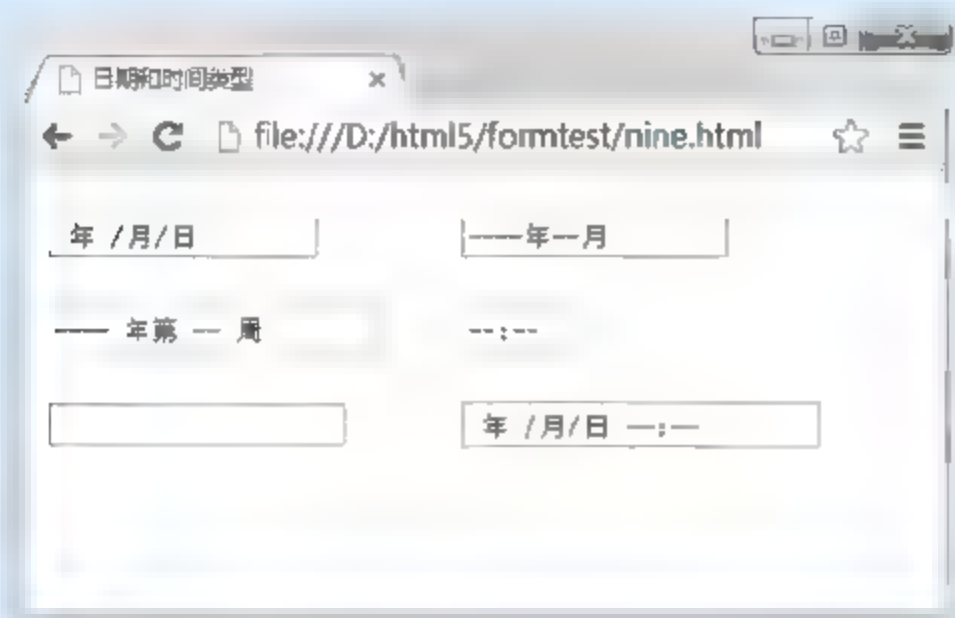 日期和时间类型
file:///D:/html5/formtest/nine.html
年 /月/日
----年--月
---- 年第 -- 周
--:--
年 /月/日 --:--